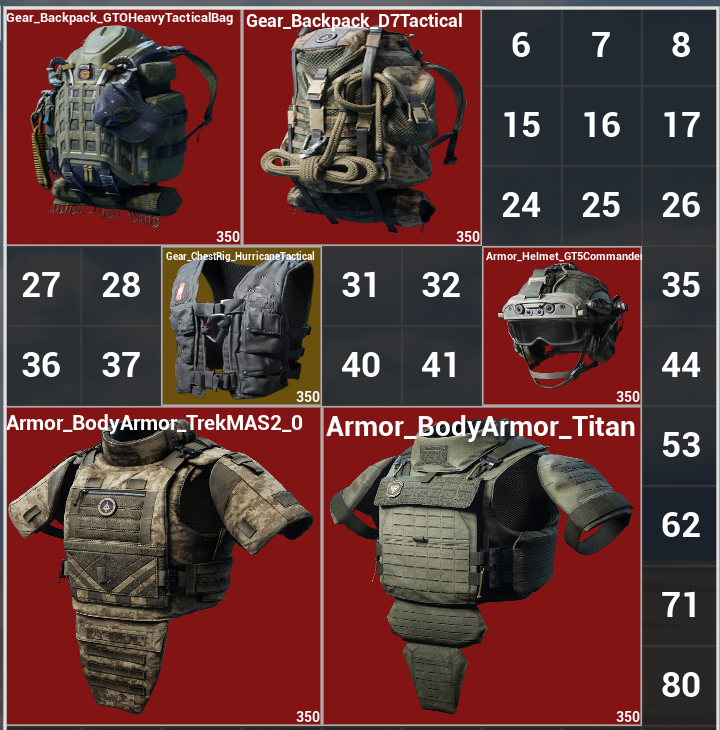 Gear_Backpack_GTOHeavyTacticalBag
Gear_Backpack_D7Tactical
6 7 8
15 16 17
24 25 26
350
350
Gear_ChestRig_HurricaneTactical
Armor_Helmet_GT5Commander
27 28 31 32 35
36 37 40 41 44
350
350
Armor_BodyArmor_TrekMAS2_0
Armor_BodyArmor_Titan
53
62
71
80
350
350